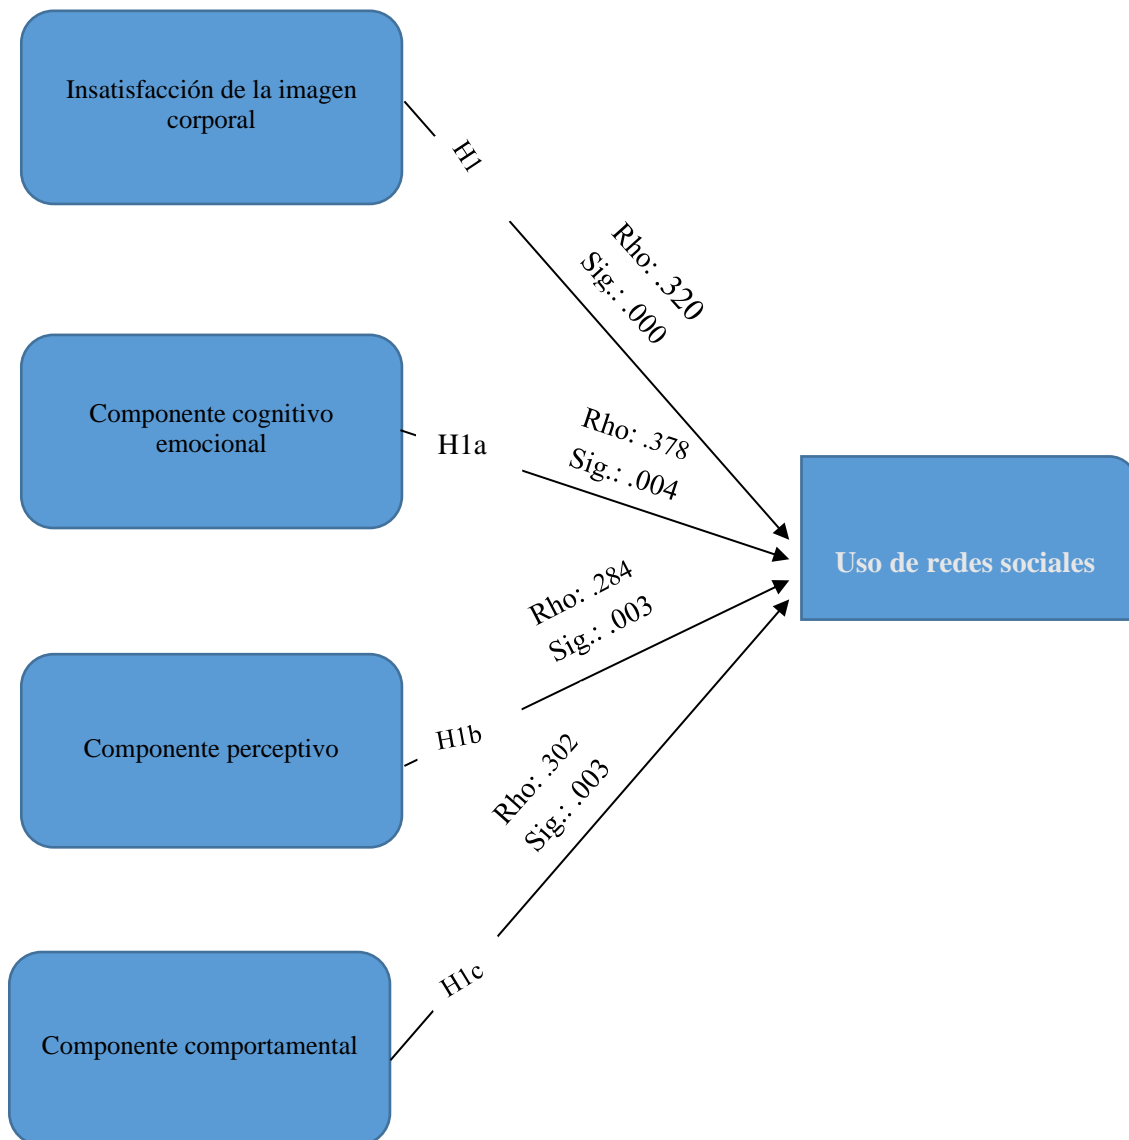 Insatisfacción de la imagen
corporal
H1
Rho: .320
Sig.: .000
Componente cognitivo
emocional
H1a
Rho: .378
Sig.: .004
Uso de redes sociales
Componente perceptivo
H1b
Rho: .284
Sig.: .003
Componente comportamental
H1c
Rho: .302
Sig.: .003